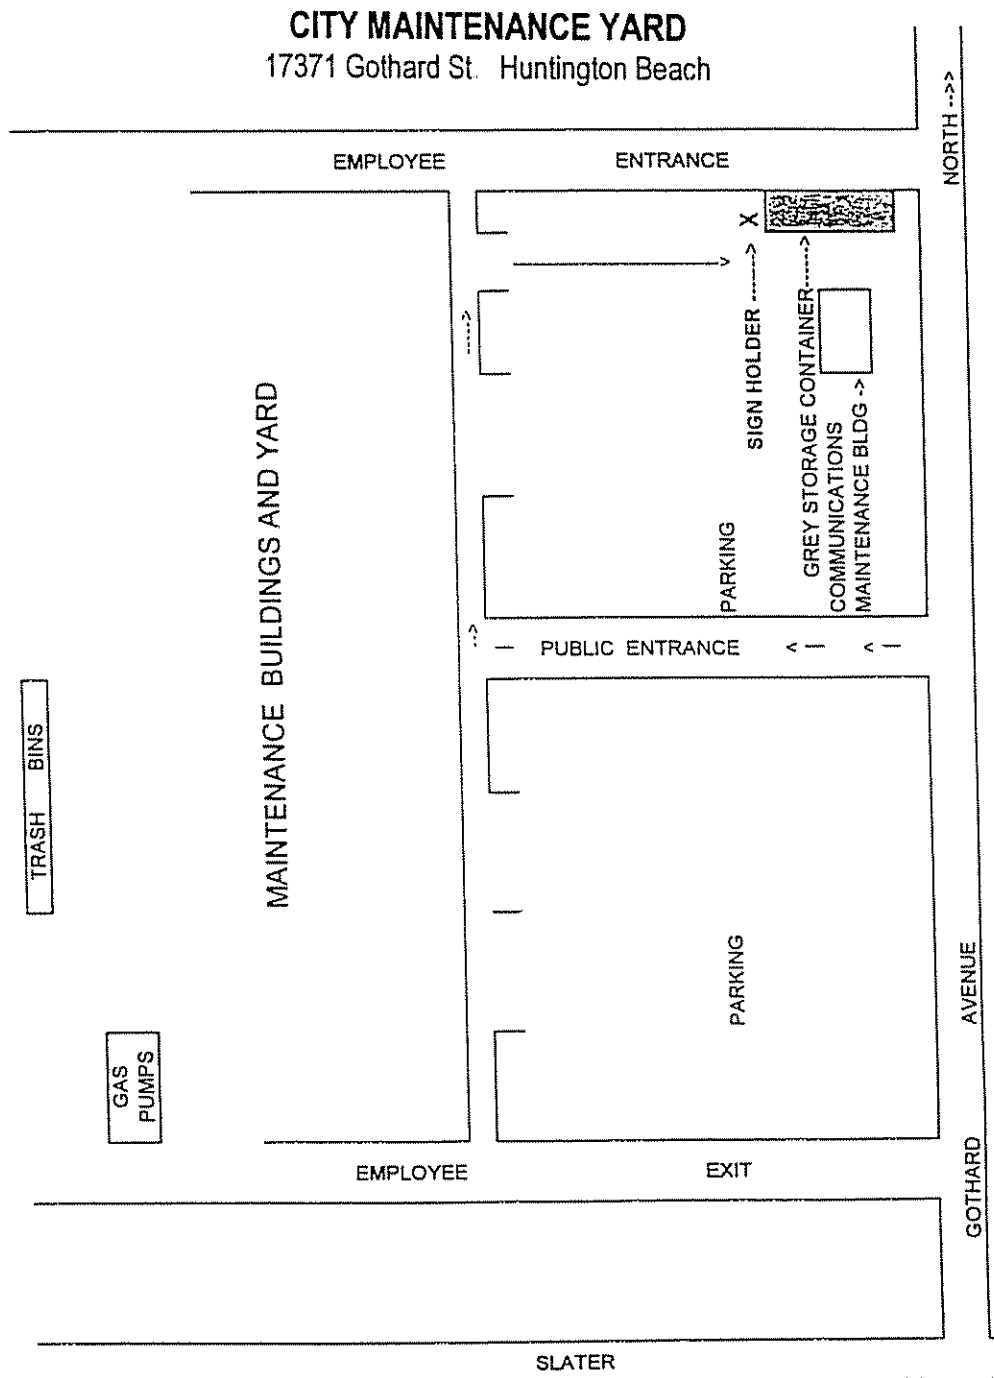 CITY MAINTENANCE YARD
17371 Gothard St. Huntington Beach
EMPLOYEE ENTRANCE
NORTH -->>
X
SIGN HOLDER ------->
GREY STORAGE CONTAINER------>
COMMUNICATIONS
MAINTENANCE BLDG ->
PARKING
MAINTENANCE BUILDINGS AND YARD
PUBLIC ENTRANCE
TRASH BINS
PARKING
GAS
PUMPS
EMPLOYEE EXIT
GOTHARD AVENUE
SLATER